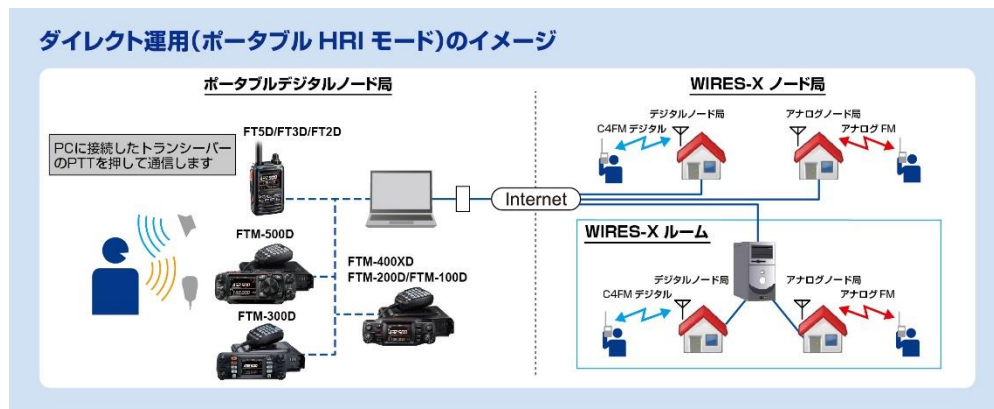 ダイレクト運用(ポータブル HRI モード)のイメージ
ポータブルデジタルノード局
PCに接続したトランシーバー
のPTTを押して通信します
FT5D/FT3D/FT2D
FTM-500D
FTM-400XD
FTM-200D/FTM-100D
FTM-300D
Internet
WIRES-X ノード局
デジタルノード局
C4FM デジタル
アナログノード局
アナログ FM
WIRES-X ルーム
デジタルノード局
C4FM デジタル
アナログノード局
アナログ FM